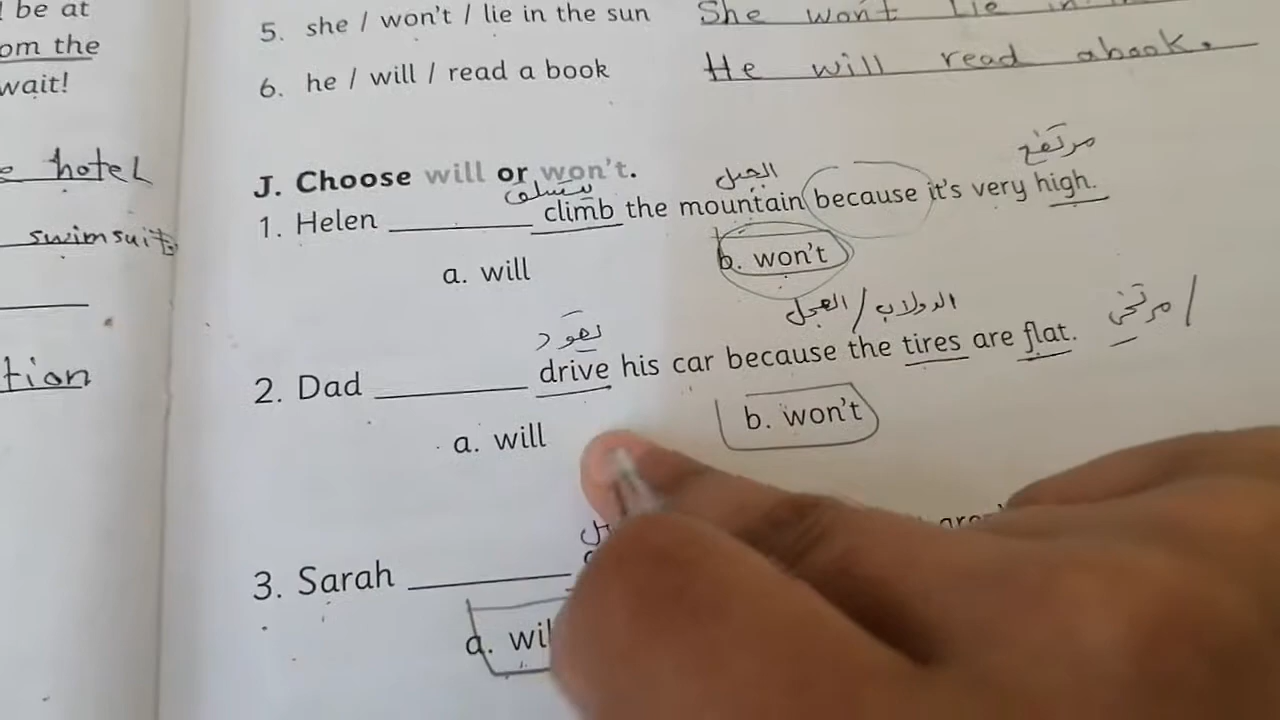 be at
om the
wait!
hotel
swimsuit
tion
5. she / won't / lie in the sun She won't lie in
6. he / will / read a book He will read abook.
J. Choose will or won't.
مرتفع
الجبل
يتسلق
1. Helen ________ climb the mountain because it's very high.
a. will b. won't
الدولاب / العجل
مرتخي /
يقود
2. Dad ________ drive his car because the tires are flat.
a. will b. won't
3. Sarah ________
a. wil